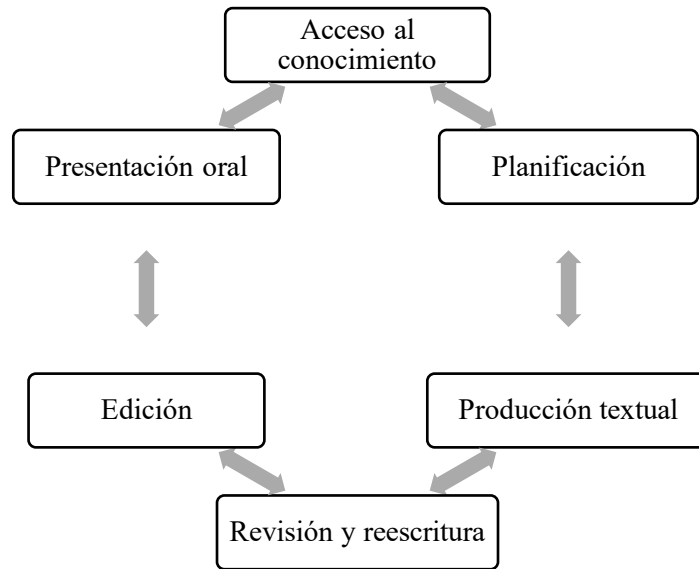 Acceso al
conocimiento
Presentación oral
Planificación
Edición
Producción textual
Revisión y reescritura